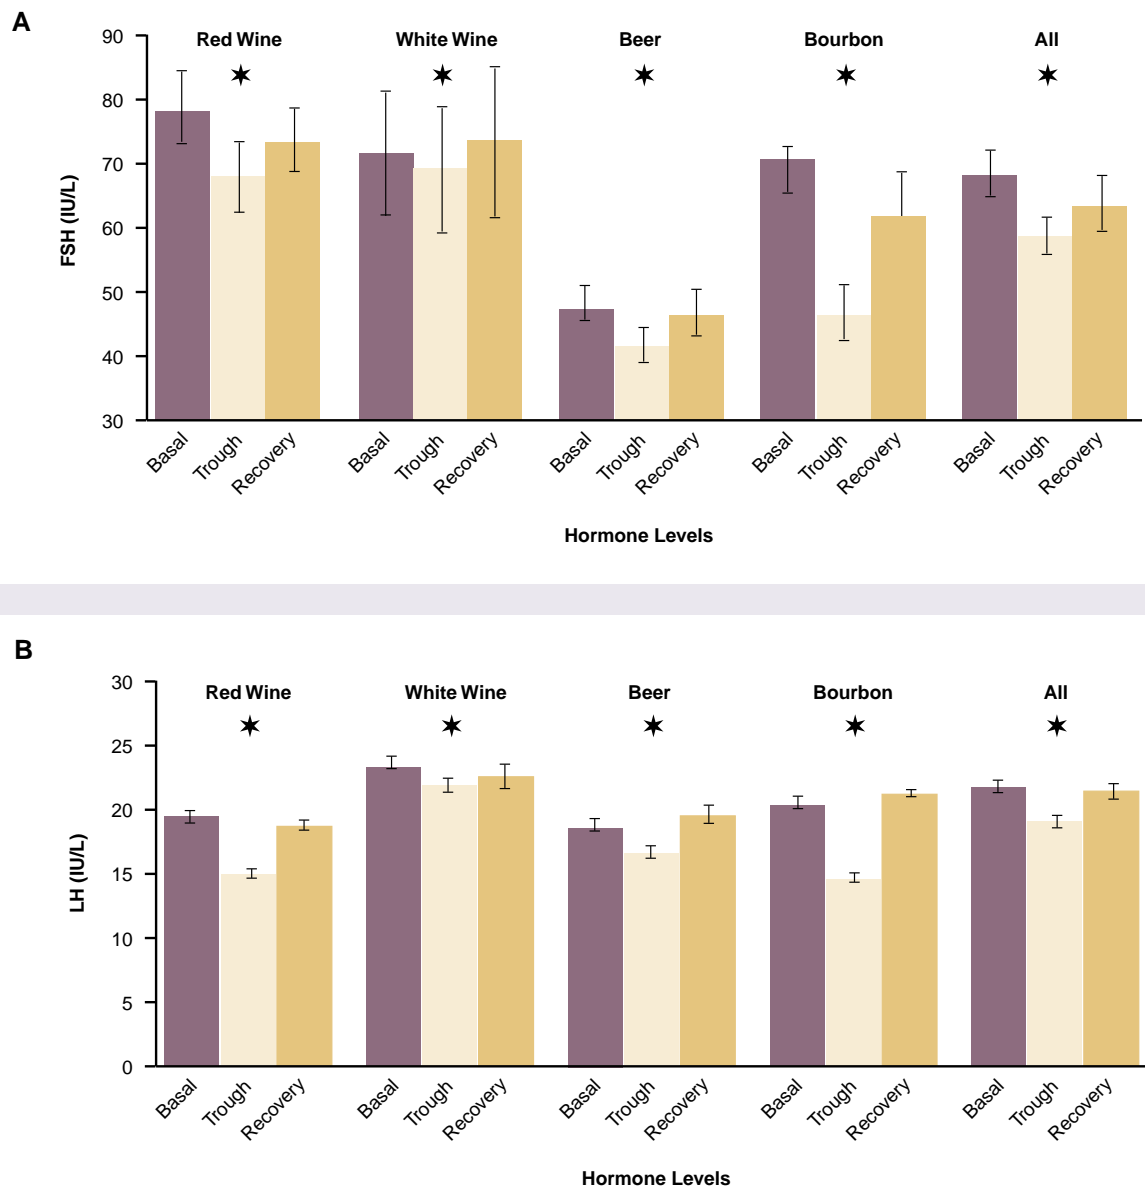 A
Red Wine White Wine Beer Bourbon All
90
80
70
60
50
40
30
FSH (IU/L)
Basal Trough Recovery Basal Trough Recovery Basal Trough Recovery Basal Trough Recovery Basal Trough Recovery
Hormone Levels
B
Red Wine White Wine Beer Bourbon All
30
25
20
15
10
5
0
LH (IU/L)
Basal Trough Recovery Basal Trough Recovery Basal Trough Recovery Basal Trough Recovery Basal Trough Recovery
Hormone Levels